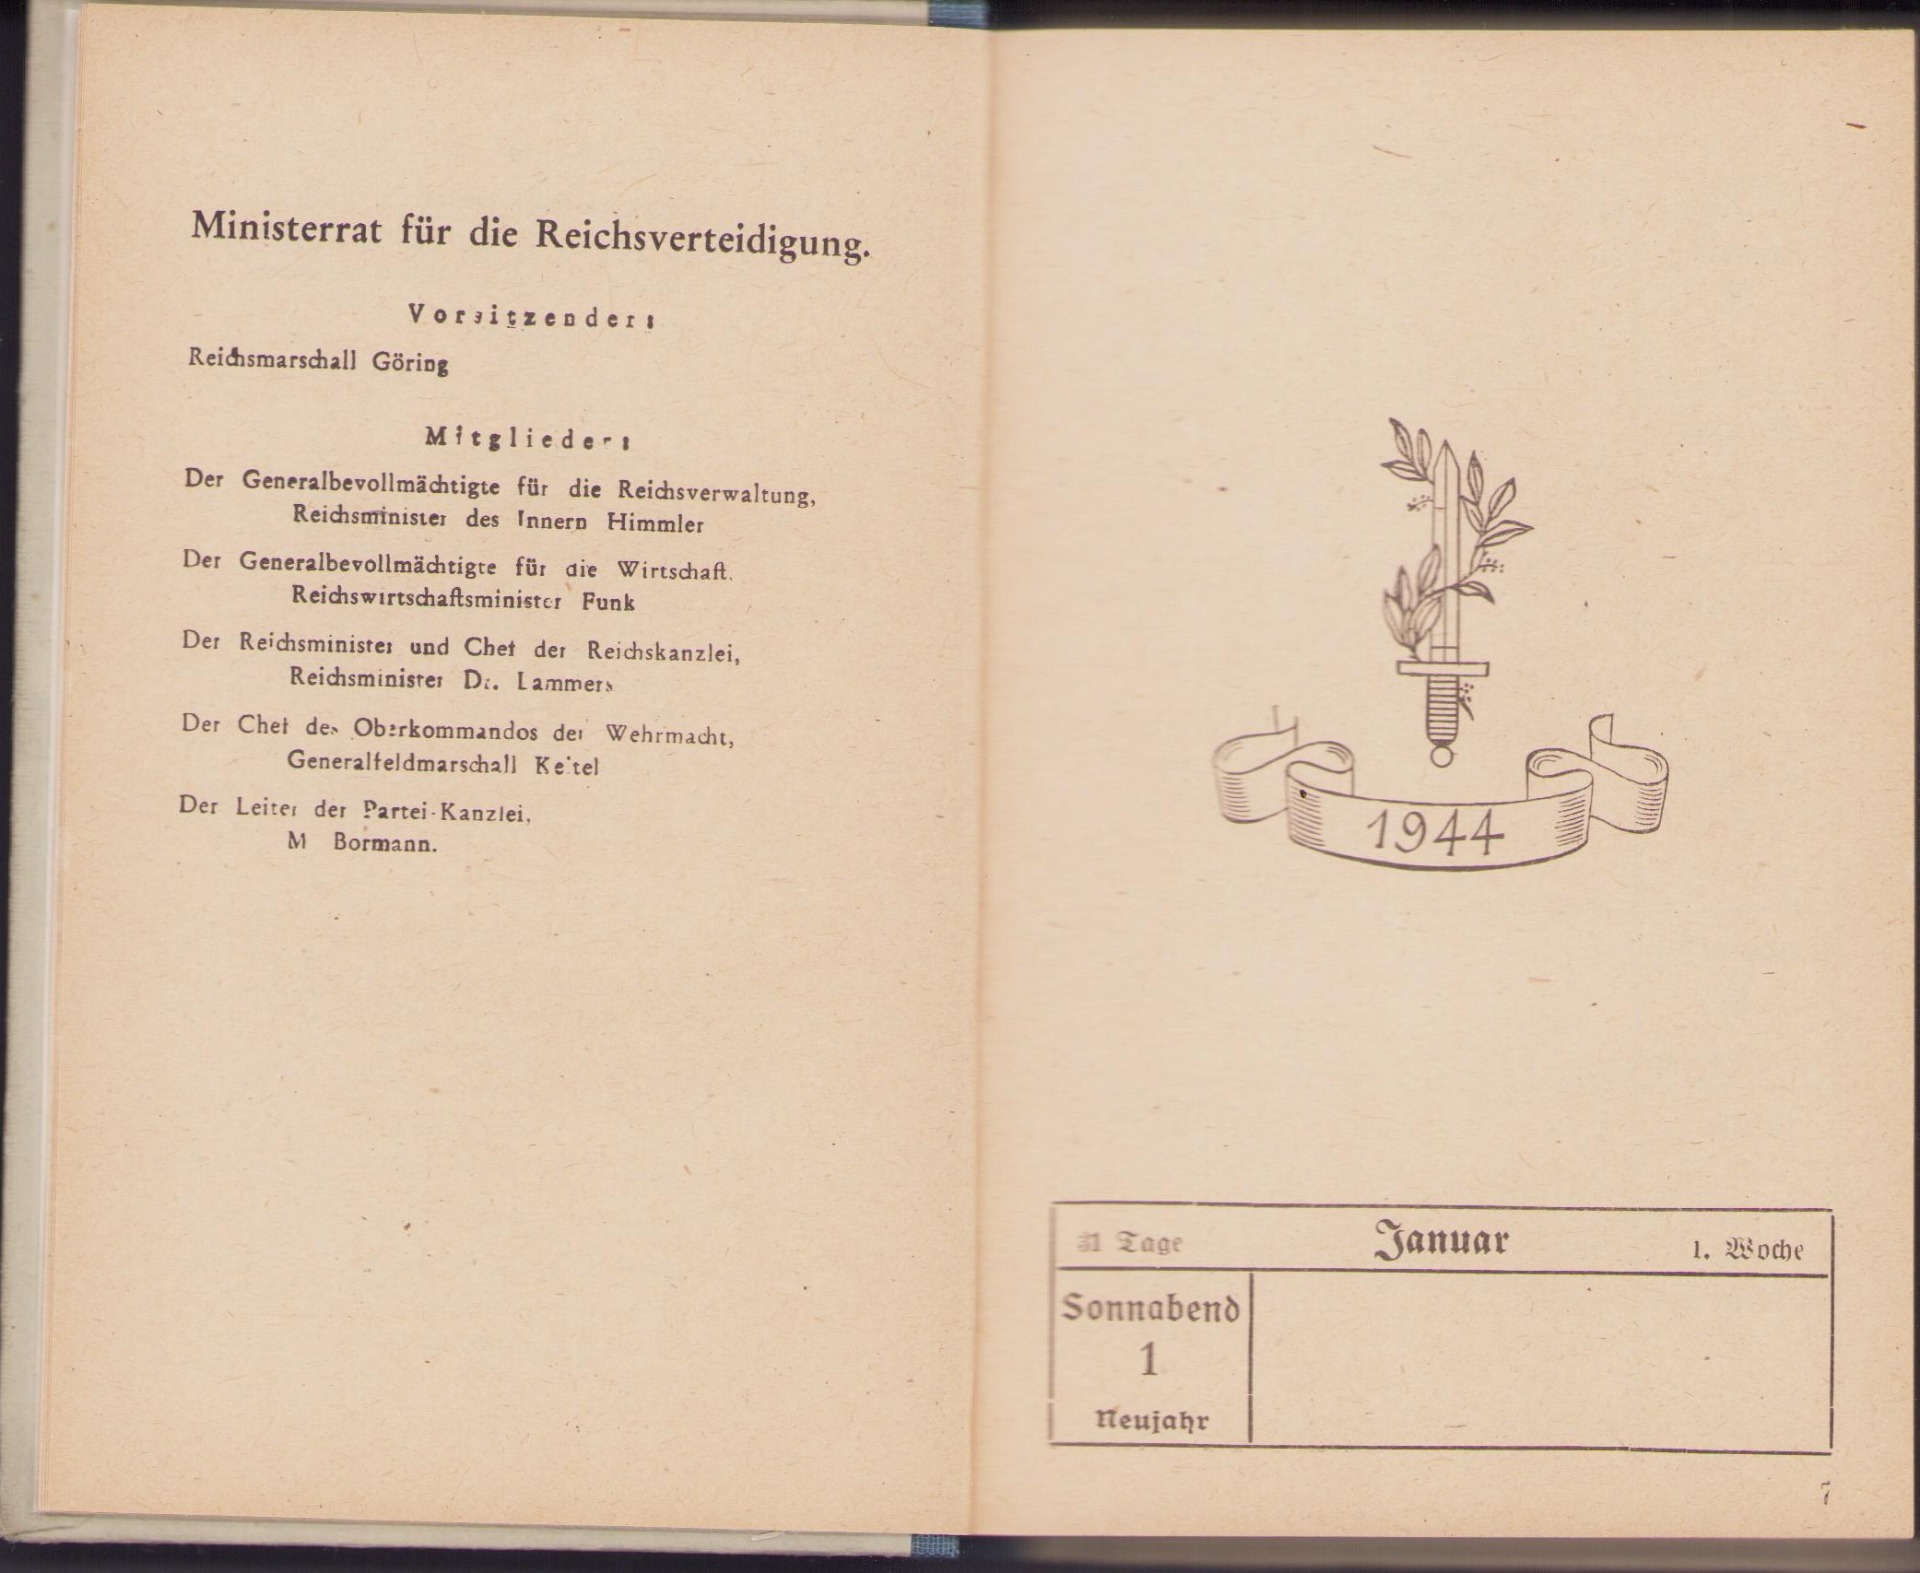 Ministerrat für die Reichsverteidigung.
Vorsitzender:
Reichsmarschall Göring
Mitglieder:
Der Generalbevollmächtigte für die Reichsverwaltung,
Reichsminister des Innern Himmler
Der Generalbevollmächtigte für die Wirtschaft.
Reichswirtschaftsminister Funk
Der Reichsminister und Chef der Reichskanzlei,
Reichsminister Dr. Lammers
Der Chef des Oberkommandos der Wehrmacht,
Generalfeldmarschall Keitel
Der Leiter der Partei-Kanzlei,
M Bormann.
1944
31 Tage Januar 1. Woche
Sonnabend
1
Neujahr
7